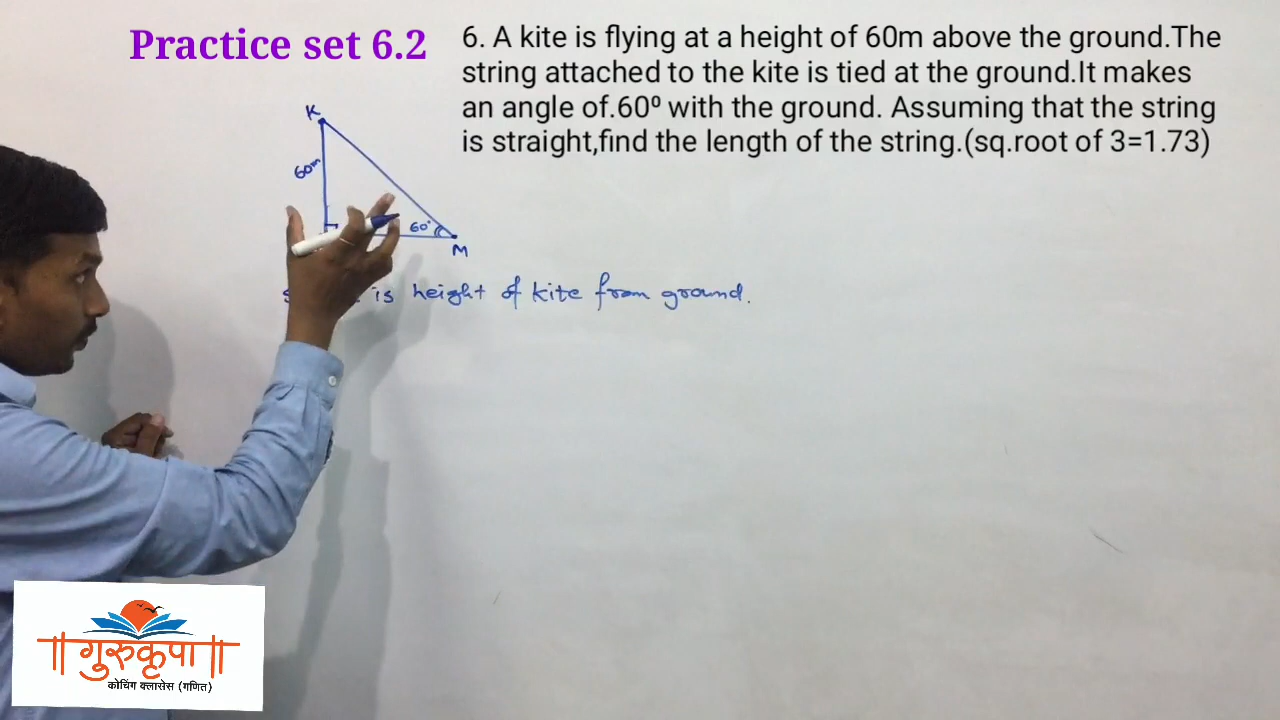 Practice set 6.2
6. A kite is flying at a height of 60m above the ground.The
string attached to the kite is tied at the ground.It makes
an angle of.60⁰ with the ground. Assuming that the string
is straight,find the length of the string.(sq.root of 3=1.73)
K
60m
60°
M
is height of kite from ground.
॥ गुरुकृपा ॥
कोचिंग क्लासेस (गणित)